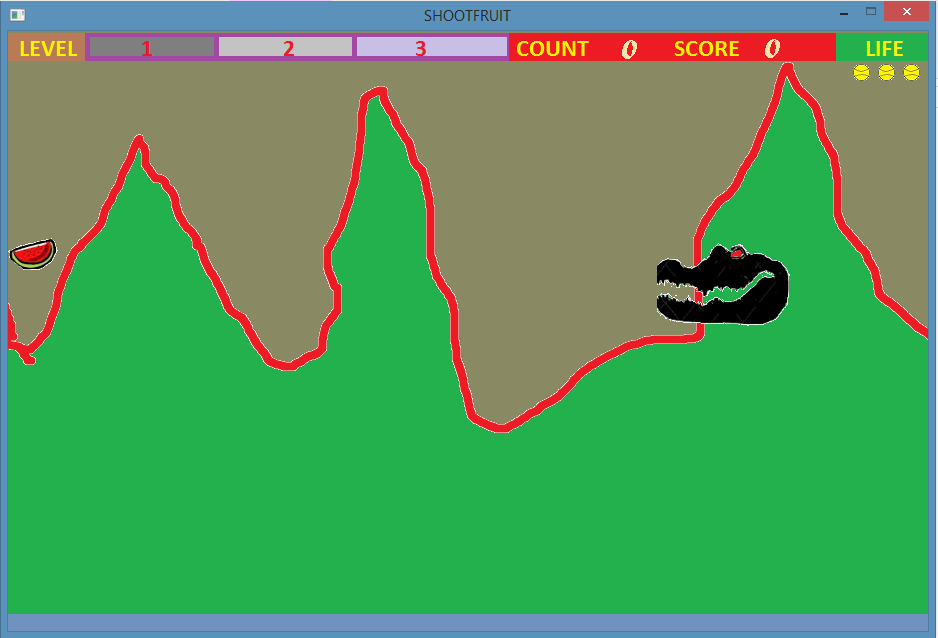 SHOOTFRUIT
LEVEL 1 2 3 COUNT 0 SCORE 0 LIFE